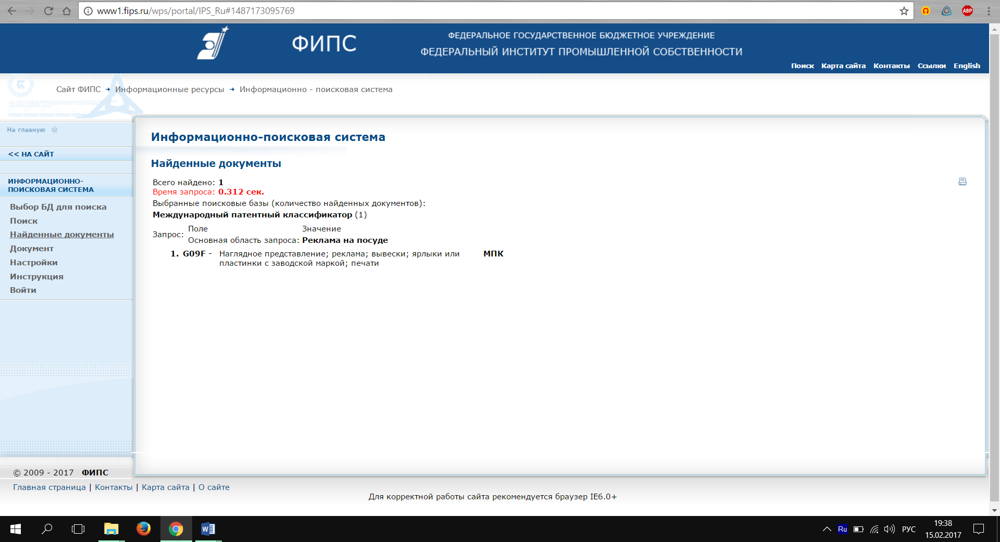 www1.fips.ru/wps/portal/IPS_Ru#1487173095769
ABP
ФИПС
ФЕДЕРАЛЬНОЕ ГОСУДАРСТВЕННОЕ БЮДЖЕТНОЕ УЧРЕЖДЕНИЕ
ФЕДЕРАЛЬНЫЙ ИНСТИТУТ ПРОМЫШЛЕННОЙ СОБСТВЕННОСТИ
Поиск Карта сайта Контакты Ссылки English
Сайт ФИПС → Информационные ресурсы → Информационно - поисковая система
На главную
<< НА САЙТ
ИНФОРМАЦИОННО-
ПОИСКОВАЯ СИСТЕМА
Выбор БД для поиска
Поиск
Найденные документы
Документ
Настройки
Инструкция
Войти
Информационно-поисковая система
Найденные документы
Всего найдено: 1
Время запроса: 0.312 сек.
Выбранные поисковые базы (количество найденных документов):
Международный патентный классификатор (1)
Поле Значение
Запрос:
Основная область запроса: Реклама на посуде
1. G09F - Наглядное представление; реклама; вывески; ярлыки или МПК
пластинки с заводской маркой; печати
© 2009 - 2017 ФИПС
Главная страница | Контакты | Карта сайта | О сайте
Для корректной работы сайта рекомендуется браузер IE6.0+
Ru РУС
19:38
15.02.2017